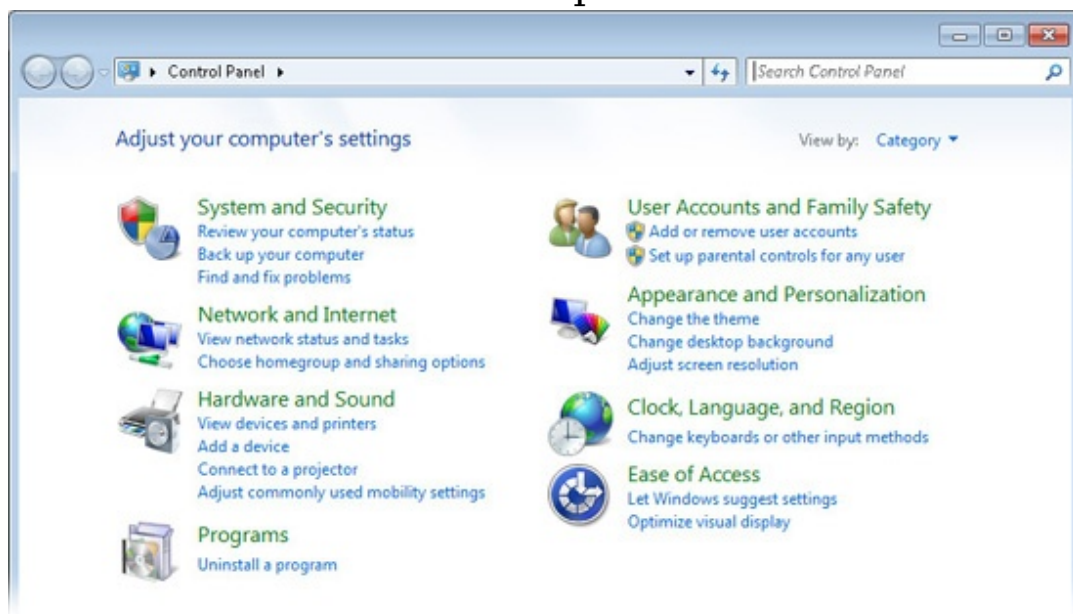 Control Panel
Search Control Panel
Adjust your computer's settings
View by: Category
System and Security
Review your computer's status
Back up your computer
Find and fix problems
Network and Internet
View network status and tasks
Choose homegroup and sharing options
Hardware and Sound
View devices and printers
Add a device
Connect to a projector
Adjust commonly used mobility settings
Programs
Uninstall a program
User Accounts and Family Safety
Add or remove user accounts
Set up parental controls for any user
Appearance and Personalization
Change the theme
Change desktop background
Adjust screen resolution
Clock, Language, and Region
Change keyboards or other input methods
Ease of Access
Let Windows suggest settings
Optimize visual display